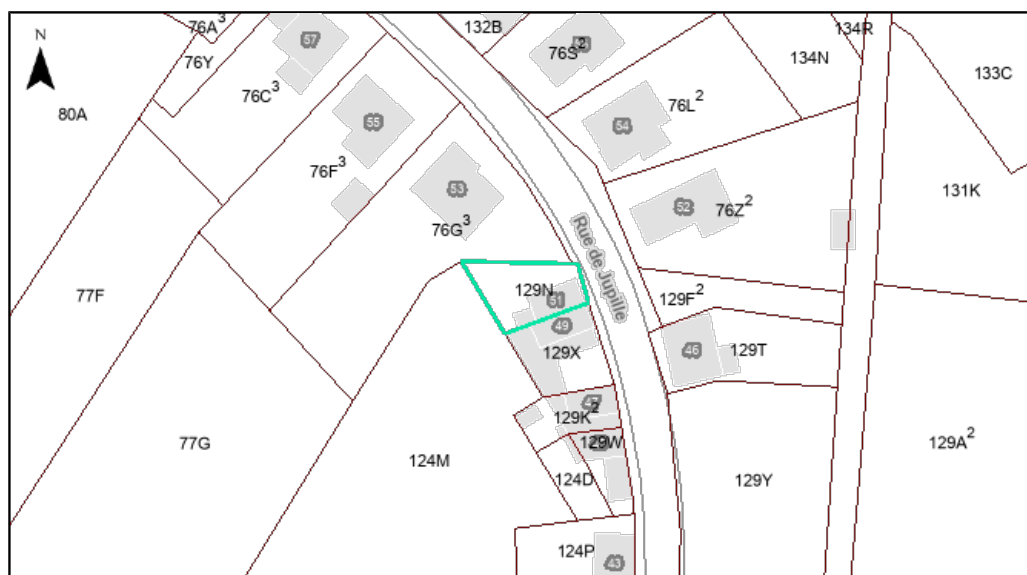 76A³
132B
134R
N
57
76S²
76Y
134N
133C
76C³
76L²
80A
55
54
76F³
53
131K
52
76Z²
76G³
Rue de Jupille
77F
129N
51
129F²
49
129X
46
129T
47
129K²
77G
124M
129W
129A²
124D
129Y
124P
43